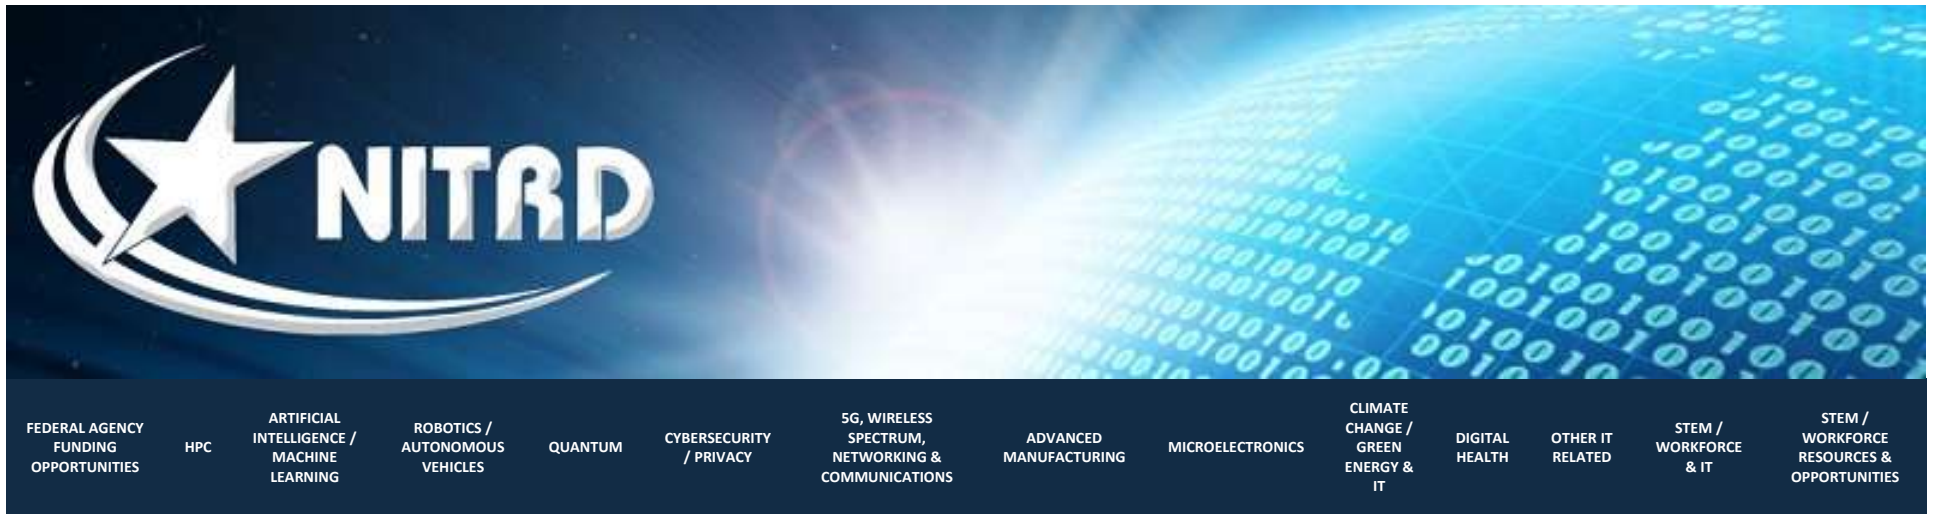 NITRD
FEDERAL AGENCY
FUNDING
OPPORTUNITIES
HPC
ARTIFICIAL
INTELLIGENCE /
MACHINE
LEARNING
ROBOTICS /
AUTONOMOUS
VEHICLES
QUANTUM
CYBERSECURITY
/ PRIVACY
5G, WIRELESS
SPECTRUM,
NETWORKING &
COMMUNICATIONS
ADVANCED
MANUFACTURING
MICROELECTRONICS
CLIMATE
CHANGE /
GREEN
ENERGY &
IT
DIGITAL
HEALTH
OTHER IT
RELATED
STEM /
WORKFORCE
& IT
STEM /
WORKFORCE
RESOURCES &
OPPORTUNITIES